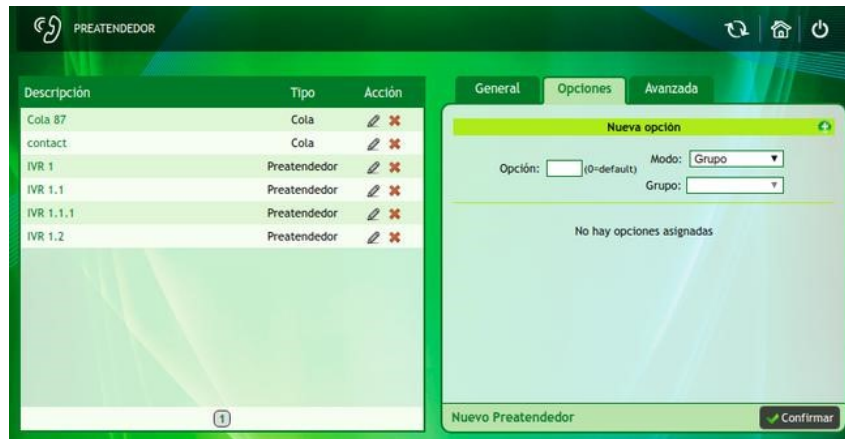 PREATENDEDOR
Descripción Tipo Acción
Cola 87 Cola
contact Cola
IVR 1 Preatendedor
IVR 1.1 Preatendedor
IVR 1.1.1 Preatendedor
IVR 1.2 Preatendedor
1
General Opciones Avanzada
Nueva opción
Opción: (0=default) Modo: Grupo
Grupo:
No hay opciones asignadas
Nuevo Preatendedor Confirmar